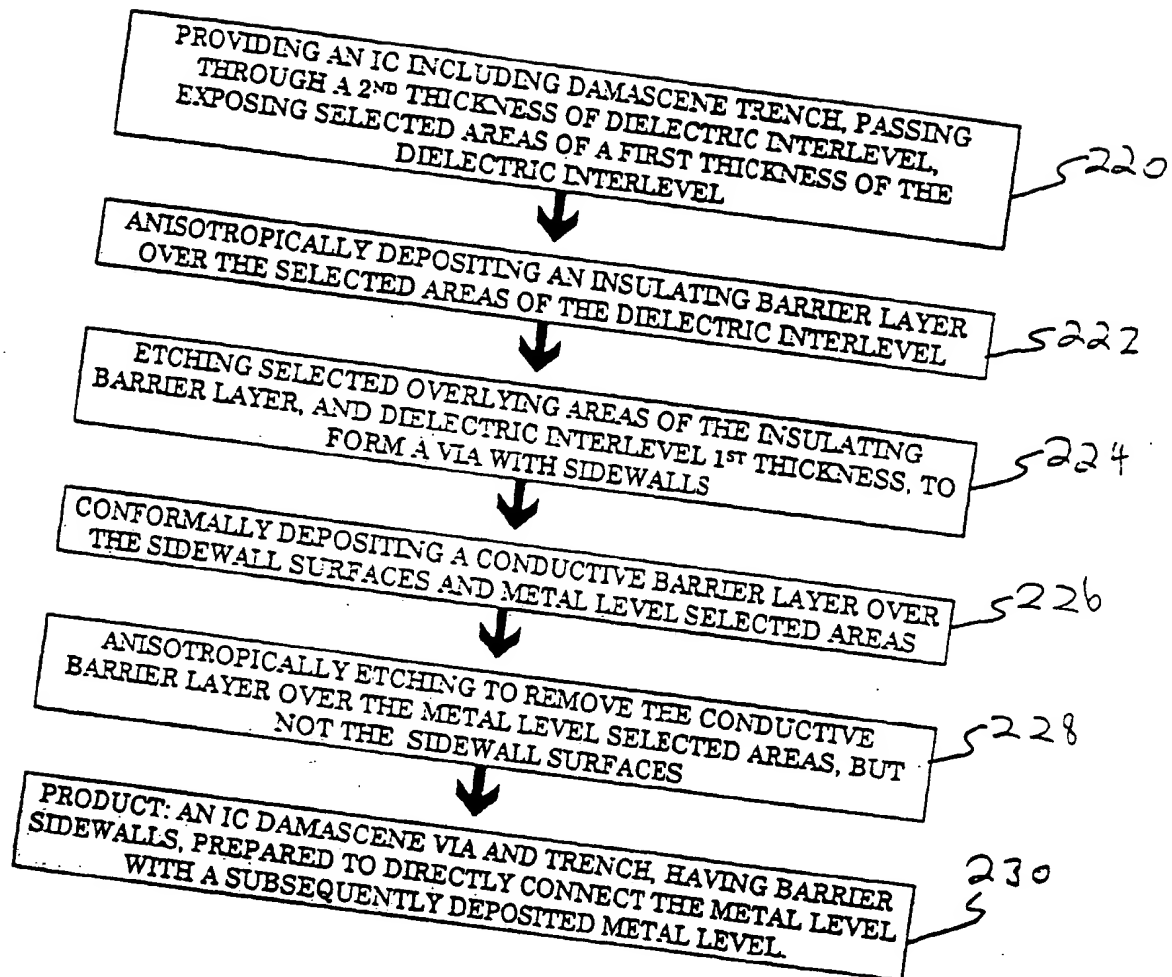 PROVIDING AN IC INCLUDING DAMASCENE TRENCH, PASSING
THROUGH A 2ND THICKNESS OF DIELECTRIC INTERLEVEL,
EXPOSING SELECTED AREAS OF A FIRST THICKNESS OF THE
DIELECTRIC INTERLEVEL
220
ANISOTROPICALLY DEPOSITING AN INSULATING BARRIER LAYER
OVER THE SELECTED AREAS OF THE DIELECTRIC INTERLEVEL
222
ETCHING SELECTED OVERLYING AREAS OF THE INSULATING
BARRIER LAYER, AND DIELECTRIC INTERLEVEL 1ST THICKNESS, TO
FORM A VIA WITH SIDEWALLS
224
CONFORMALLY DEPOSITING A CONDUCTIVE BARRIER LAYER OVER
THE SIDEWALL SURFACES AND METAL LEVEL SELECTED AREAS
226
ANISOTROPICALLY ETCHING TO REMOVE THE CONDUCTIVE
BARRIER LAYER OVER THE METAL LEVEL SELECTED AREAS, BUT
NOT THE SIDEWALL SURFACES
228
PRODUCT: AN IC DAMASCENE VIA AND TRENCH, HAVING BARRIER
SIDEWALLS, PREPARED TO DIRECTLY CONNECT THE METAL LEVEL
WITH A SUBSEQUENTLY DEPOSITED METAL LEVEL.
230